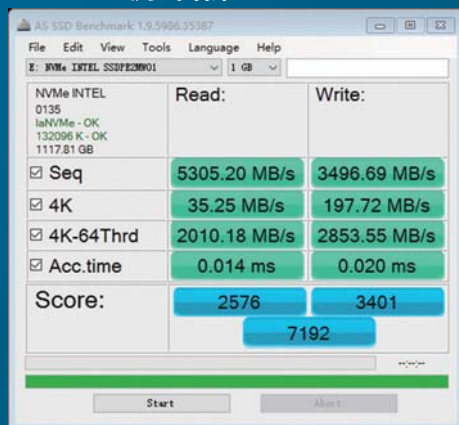 AS SSD Benchmark 1.9.5986.35387
File Edit View Tools Language Help
E: NVMe INTEL SSDPE2MW01 1 GB
NVMe INTEL
0135
IaNVMe - OK
132096 K - OK
1117.81 GB
Read: Write:
Seq 5305.20 MB/s 3496.69 MB/s
4K 35.25 MB/s 197.72 MB/s
4K-64Thrd 2010.18 MB/s 2853.55 MB/s
Acc.time 0.014 ms 0.020 ms
Score: 2576 3401
7192
--:--:--
Start Abort